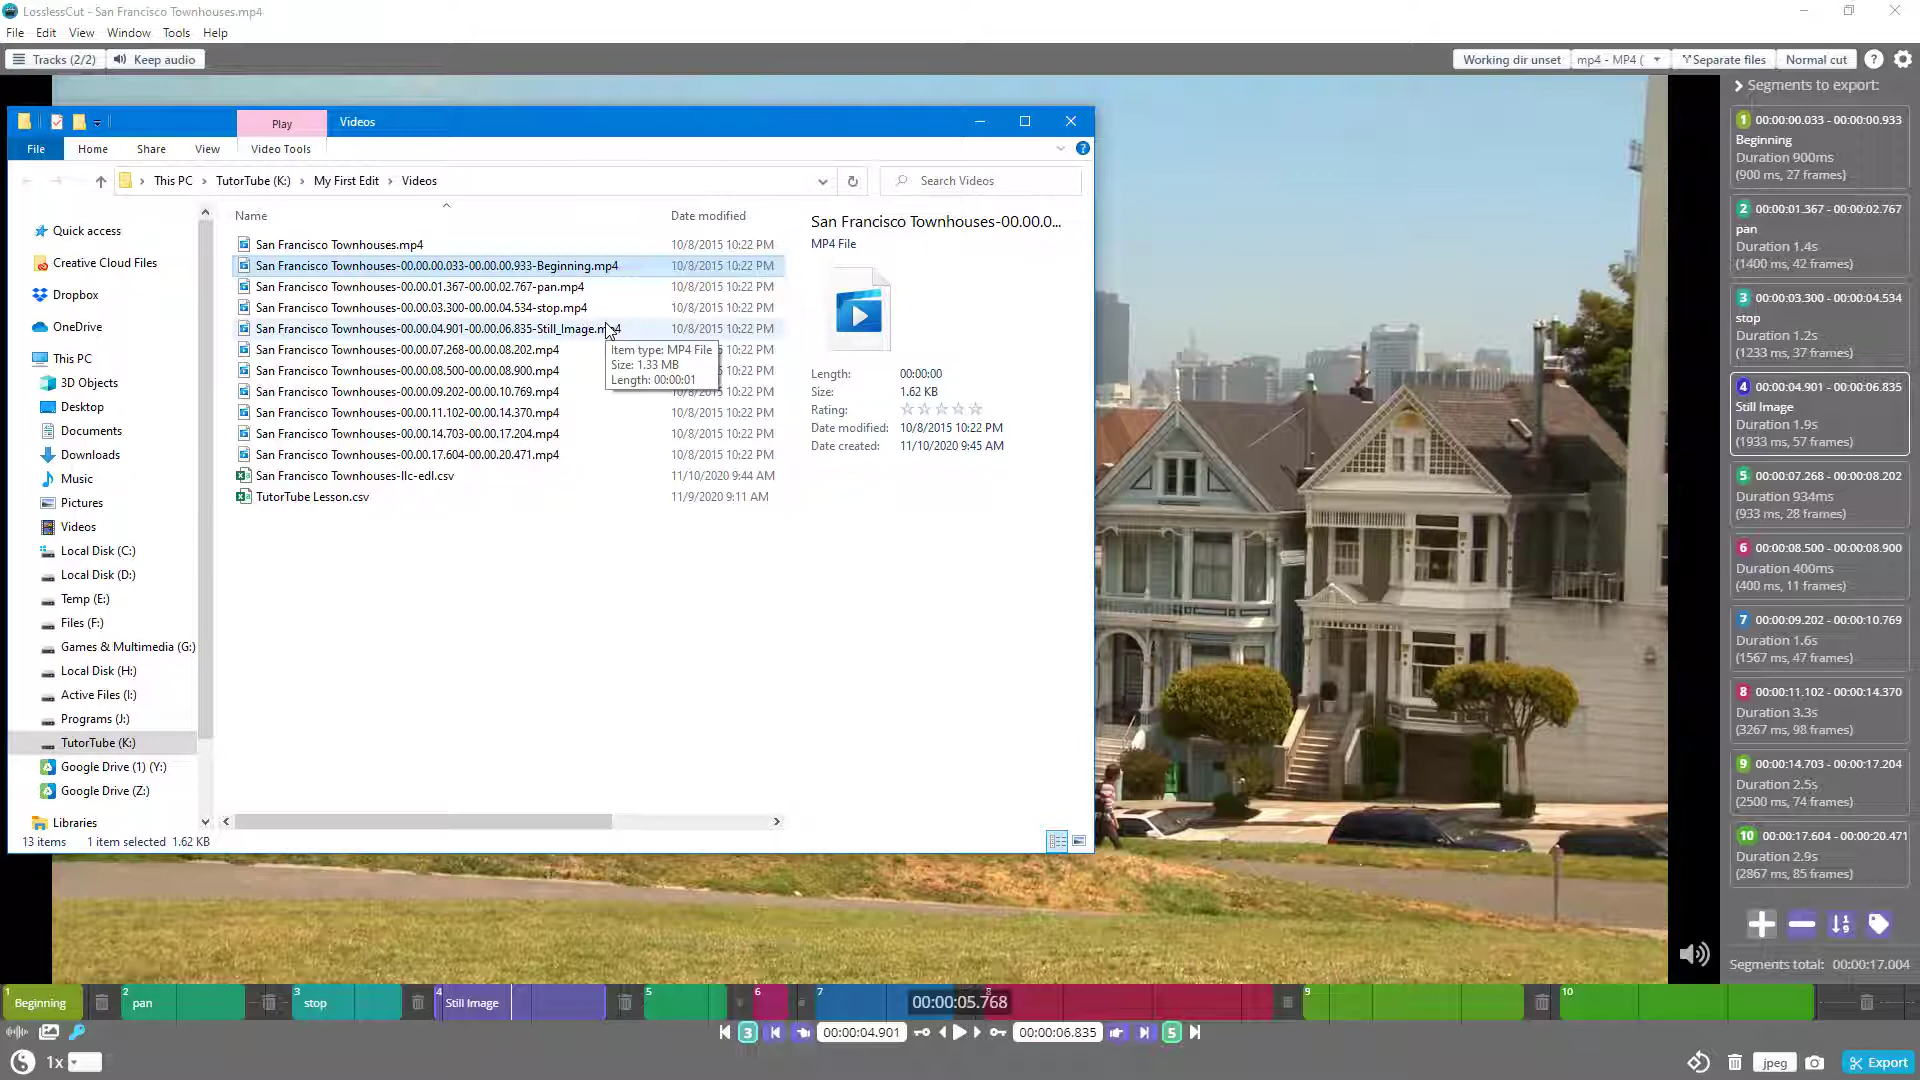 LosslessCut - San Francisco Townhouses.mp4
File Edit View Window Tools Help
Tracks (2/2) Keep audio Working dir unset mp4 - MP4 ( Separate files Normal cut ?
Play Videos
File Home Share View Video Tools
This PC TutorTube (K:) My First Edit Videos Search Videos
Name Date modified
San Francisco Townhouses.mp4 10/8/2015 10:22 PM
San Francisco Townhouses-00.00.00.033-00.00.00.933-Beginning.mp4 10/8/2015 10:22 PM
San Francisco Townhouses-00.00.01.367-00.00.02.767-pan.mp4 10/8/2015 10:22 PM
San Francisco Townhouses-00.00.03.300-00.00.04.534-stop.mp4 10/8/2015 10:22 PM
San Francisco Townhouses-00.00.04.901-00.00.06.835-Still_Image.mp4 10/8/2015 10:22 PM
San Francisco Townhouses-00.00.07.268-00.00.08.202.mp4 10:22 PM
San Francisco Townhouses-00.00.08.500-00.00.08.900.mp4 10:22 PM
San Francisco Townhouses-00.00.09.202-00.00.10.769.mp4 10/8/2015 10:22 PM
San Francisco Townhouses-00.00.11.102-00.00.14.370.mp4 10/8/2015 10:22 PM
San Francisco Townhouses-00.00.14.703-00.00.17.204.mp4 10/8/2015 10:22 PM
San Francisco Townhouses-00.00.17.604-00.00.20.471.mp4 10/8/2015 10:22 PM
San Francisco Townhouses-llc-edl.csv 11/10/2020 9:44 AM
TutorTube Lesson.csv 11/9/2020 9:11 AM
Item type: MP4 File
Size: 1.33 MB
Length: 00:00:01
Quick access
Creative Cloud Files
Dropbox
OneDrive
This PC
3D Objects
Desktop
Documents
Downloads
Music
Pictures
Videos
Local Disk (C:)
Local Disk (D:)
Temp (E:)
Files (F:)
Games & Multimedia (G:)
Local Disk (H:)
Active Files (I:)
Programs (J:)
TutorTube (K:)
Google Drive (1) (Y:)
Google Drive (Z:)
Libraries
13 items 1 item selected 1.62 KB
San Francisco Townhouses-00.00.0...
MP4 File
Length: 00:00:00
Size: 1.62 KB
Rating:
Date modified: 10/8/2015 10:22 PM
Date created: 11/10/2020 9:45 AM
Segments to export:
1 00:00:00.033 - 00:00:00.933
Beginning
Duration 900ms
(900 ms, 27 frames)
2 00:00:01.367 - 00:00:02.767
pan
Duration 1.4s
(1400 ms, 42 frames)
3 00:00:03.300 - 00:00:04.534
stop
Duration 1.2s
(1233 ms, 37 frames)
4 00:00:04.901 - 00:00:06.835
Still Image
Duration 1.9s
(1933 ms, 57 frames)
5 00:00:07.268 - 00:00:08.202
Duration 934ms
(933 ms, 28 frames)
6 00:00:08.500 - 00:00:08.900
Duration 400ms
(400 ms, 11 frames)
7 00:00:09.202 - 00:00:10.769
Duration 1.6s
(1567 ms, 47 frames)
8 00:00:11.102 - 00:00:14.370
Duration 3.3s
(3267 ms, 98 frames)
9 00:00:14.703 - 00:00:17.204
Duration 2.5s
(2500 ms, 74 frames)
10 00:00:17.604 - 00:00:20.471
Duration 2.9s
(2867 ms, 85 frames)
Segments total: 00:00:17.004
1 Beginning 2 pan 3 stop 4 Still Image 5 6 7 00:00:05.768 8 9 10
3 00:00:04.901 00:00:06.835 5
1x jpeg Export